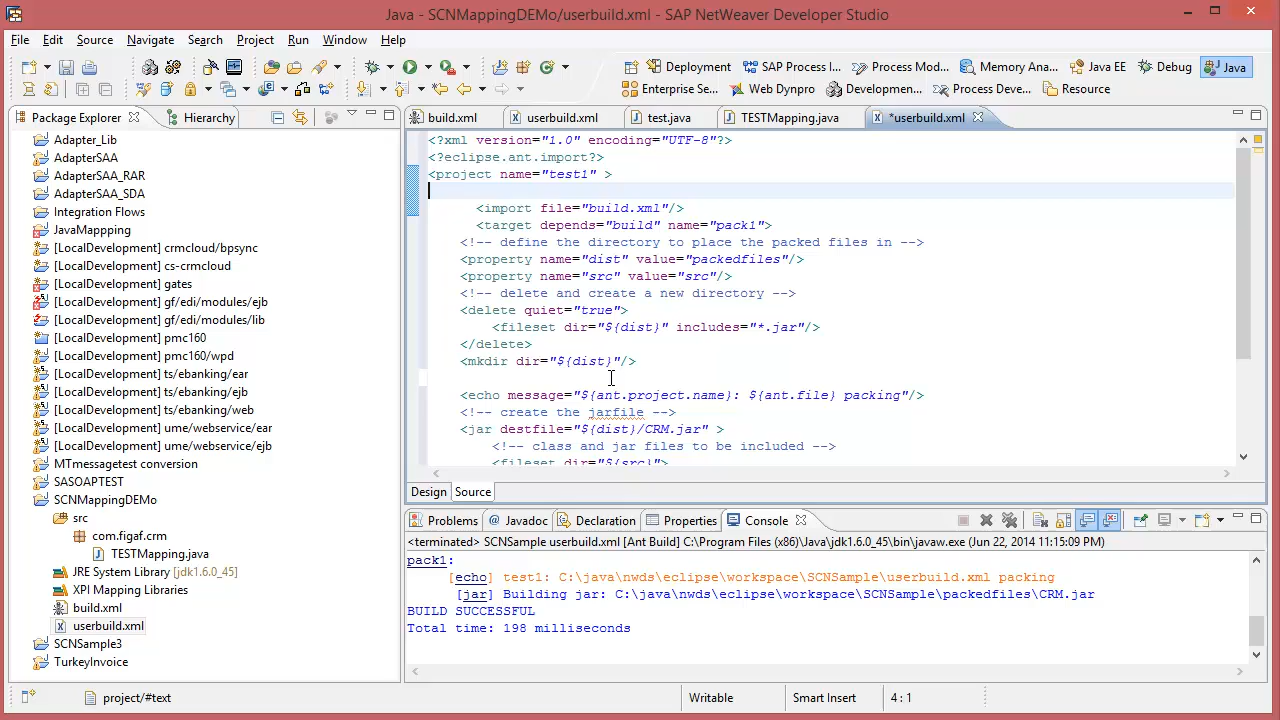 Java - SCNMappingDEMo/userbuild.xml - SAP NetWeaver Developer Studio
File Edit Source Navigate Search Project Run Window Help
Deployment SAP Process I... Process Mod... Memory Ana... Java EE Debug Java
Enterprise Se... Web Dynpro Developmen... Process Deve... Resource
Package Explorer Hierarchy
Adapter_Lib
AdapterSAA
AdapterSAA_RAR
AdapterSAA_SDA
Integration Flows
JavaMappping
[LocalDevelopment] crmcloud/bpsync
[LocalDevelopment] cs-crmcloud
[LocalDevelopment] gates
[LocalDevelopment] gf/edi/modules/ejb
[LocalDevelopment] gf/edi/modules/lib
[LocalDevelopment] pmc160
[LocalDevelopment] pmc160/wpd
[LocalDevelopment] ts/ebanking/ear
[LocalDevelopment] ts/ebanking/ejb
[LocalDevelopment] ts/ebanking/web
[LocalDevelopment] ume/webservice/ear
[LocalDevelopment] ume/webservice/ejb
MTmessagetest conversion
SASOAPTEST
SCNMappingDEMo
src
com.figaf.crm
TESTMapping.java
JRE System Library [jdk1.6.0_45]
XPI Mapping Libraries
build.xml
userbuild.xml
SCNSample3
TurkeyInvoice
build.xml userbuild.xml test.java TESTMapping.java *userbuild.xml
<?xml version="1.0" encoding="UTF-8"?>
<?eclipse.ant.import?>
<project name="test1" >
<import file="build.xml"/>
<target depends="build" name="pack1">
<!-- define the directory to place the packed files in -->
<property name="dist" value="packedfiles"/>
<property name="src" value="src"/>
<!-- delete and create a new directory -->
<delete quiet="true">
<fileset dir="${dist}" includes="*.jar"/>
</delete>
<mkdir dir="${dist}"/>
<echo message="${ant.project.name}: ${ant.file} packing"/>
<!-- create the jarfile -->
<jar destfile="${dist}/CRM.jar" >
<!-- class and jar files to be included -->
<fileset dir="${src}">
Design Source
Problems @ Javadoc Declaration Properties Console
<terminated> SCNSample userbuild.xml [Ant Build] C:\Program Files (x86)\Java\jdk1.6.0_45\bin\javaw.exe (Jun 22, 2014 11:15:09 PM)
pack1:
[echo] test1: C:\java\nwds\eclipse\workspace\SCNSample\userbuild.xml packing
[jar] Building jar: C:\java\nwds\eclipse\workspace\SCNSample\packedfiles\CRM.jar
BUILD SUCCESSFUL
Total time: 198 milliseconds
project/#text Writable Smart Insert 4 : 1